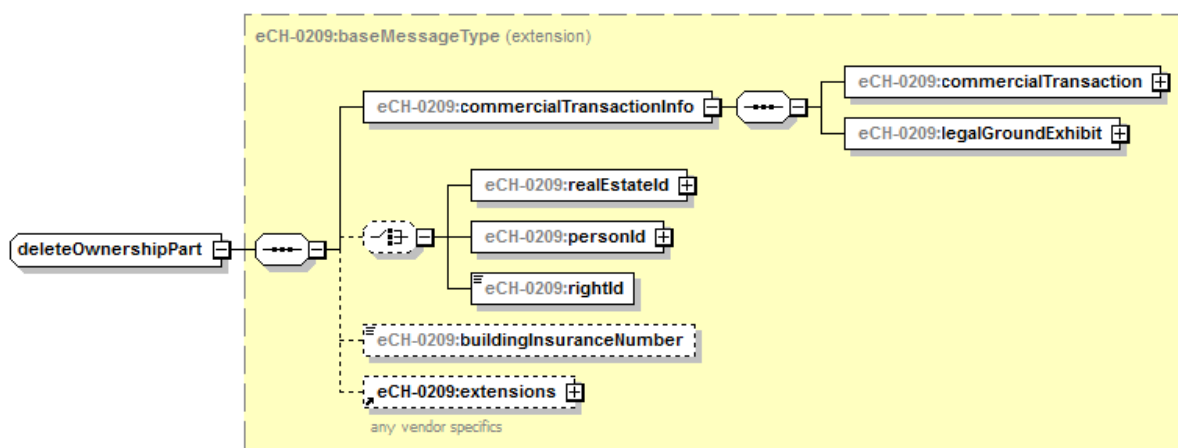 eCH-0209:baseMessageType (extension)
eCH-0209:commercialTransactionInfo
eCH-0209:commercialTransaction
eCH-0209:legalGroundExhibit
eCH-0209:realEstateId
eCH-0209:personId
deleteOwnershipPart
eCH-0209:rightId
eCH-0209:buildingInsuranceNumber
eCH-0209:extensions
any vendor specifics